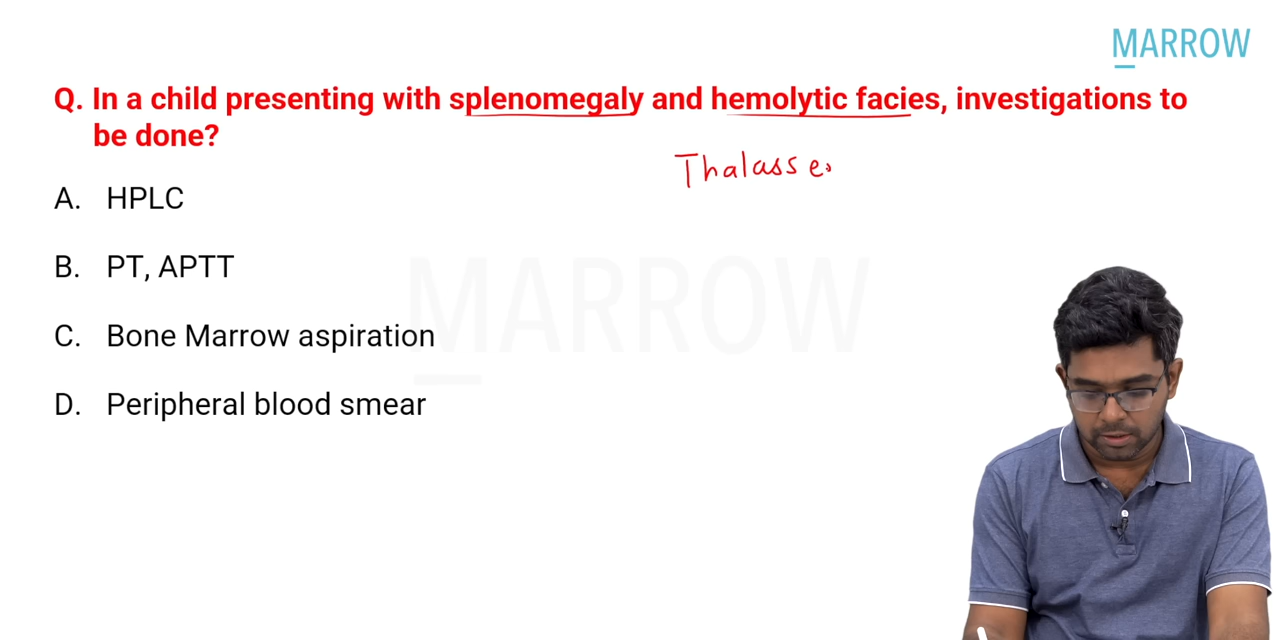 MARROW
Q. In a child presenting with splenomegaly and hemolytic facies, investigations to
be done?
Thalasse
A. HPLC
B. PT, APTT
C. Bone Marrow aspiration
D. Peripheral blood smear
MARROW